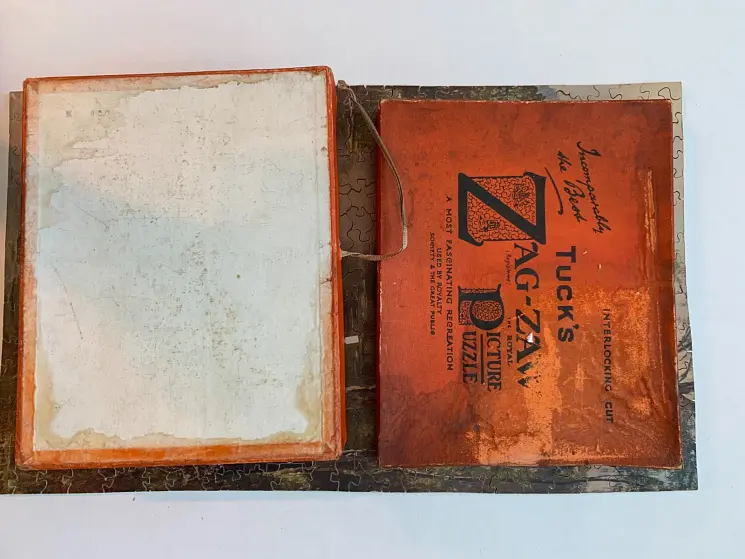 INTERLOCKING CUT
Incomparably
the Best
TUCK'S
ZAG-ZAW
(Registered)
THE ROYAL
PICTURE
PUZZLE
A MOST FASCINATING RECREATION
USED BY ROYALTY
SOCIETY & THE GREAT PUBLIC